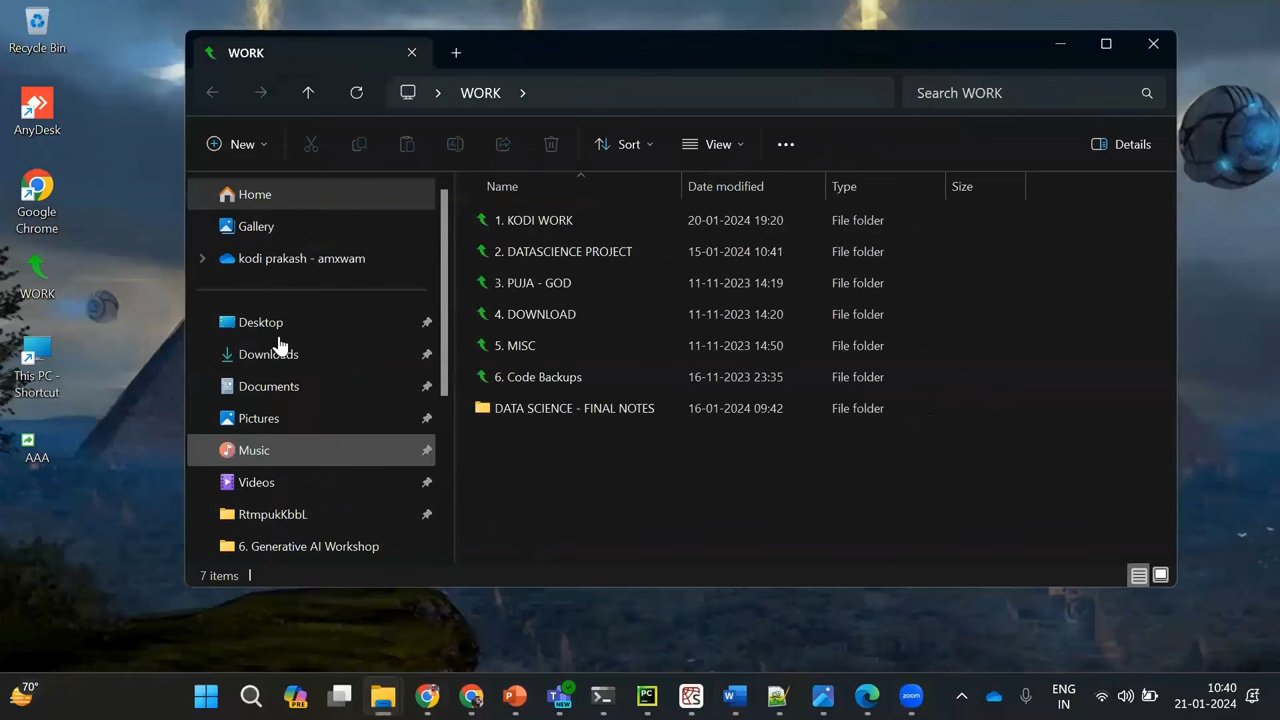 Recycle Bin
AnyDesk
Google
Chrome
WORK
This PC -
Shortcut
AAA
WORK
WORK
Search WORK
New
Sort
View
Details
Home
Gallery
kodi prakash - amxwam
Desktop
Downloads
Documents
Pictures
Music
Videos
RtmpukKbbL
6. Generative AI Workshop
Name Date modified Type Size
1. KODI WORK 20-01-2024 19:20 File folder
2. DATASCIENCE PROJECT 15-01-2024 10:41 File folder
3. PUJA - GOD 11-11-2023 14:19 File folder
4. DOWNLOAD 11-11-2023 14:20 File folder
5. MISC 11-11-2023 14:50 File folder
6. Code Backups 16-11-2023 23:35 File folder
DATA SCIENCE - FINAL NOTES 16-01-2024 09:42 File folder
7 items
70°
PRE
NEW
PC
zoom
ENG
IN
10:40
21-01-2024